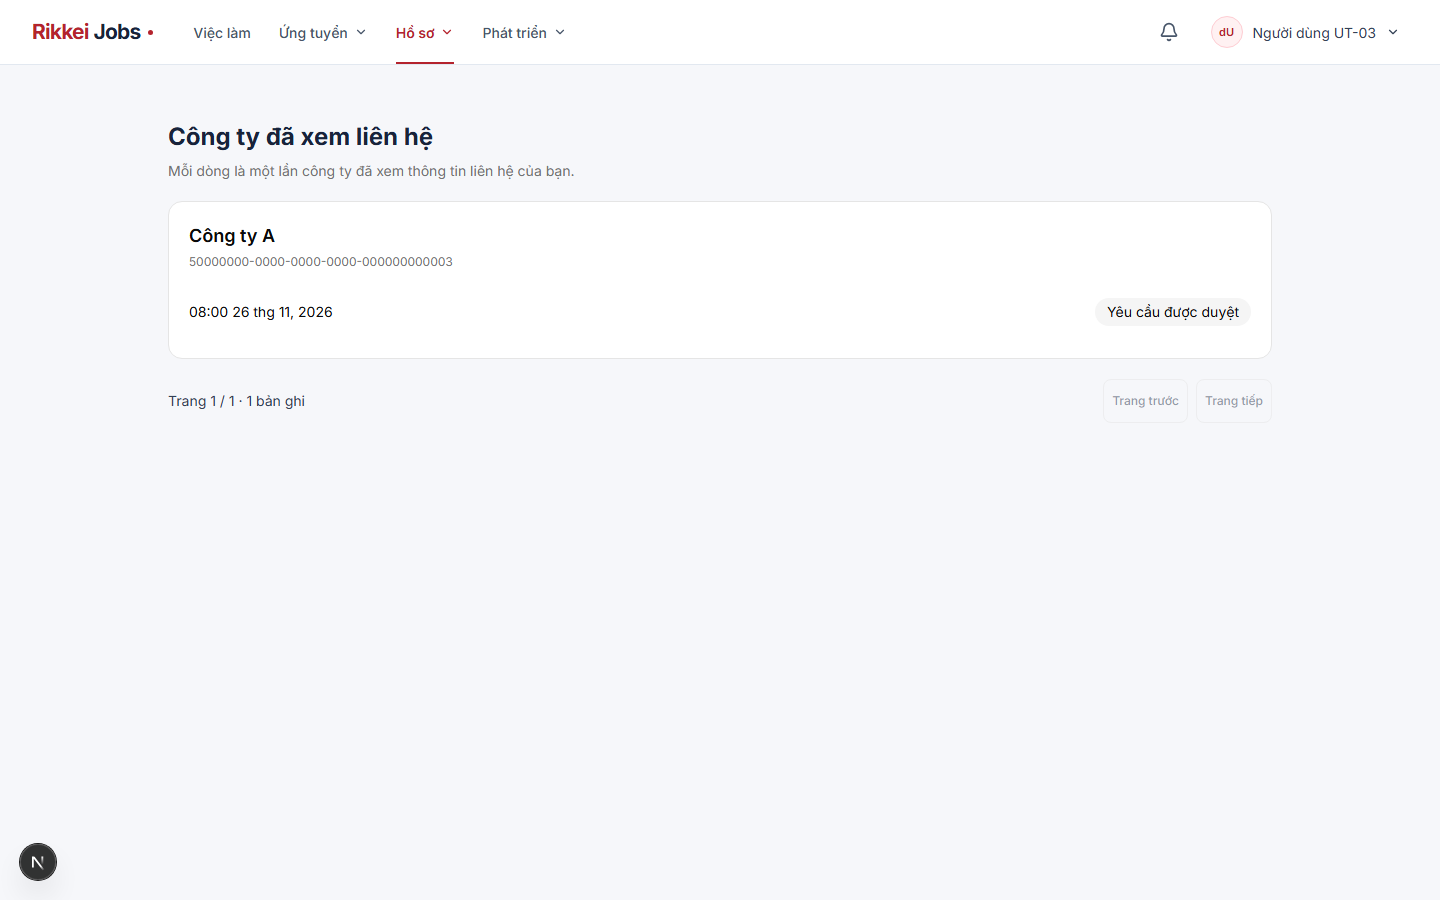 Rikkei Jobs
Việc làm
Ứng tuyển
Hồ sơ
Phát triển
dU
Người dùng UT-03
Công ty đã xem liên hệ
Mỗi dòng là một lần công ty đã xem thông tin liên hệ của bạn.
Công ty A
50000000-0000-0000-0000-000000000003
08:00 26 thg 11, 2026
Yêu cầu được duyệt
Trang 1 / 1 · 1 bản ghi
Trang trước
Trang tiếp
N